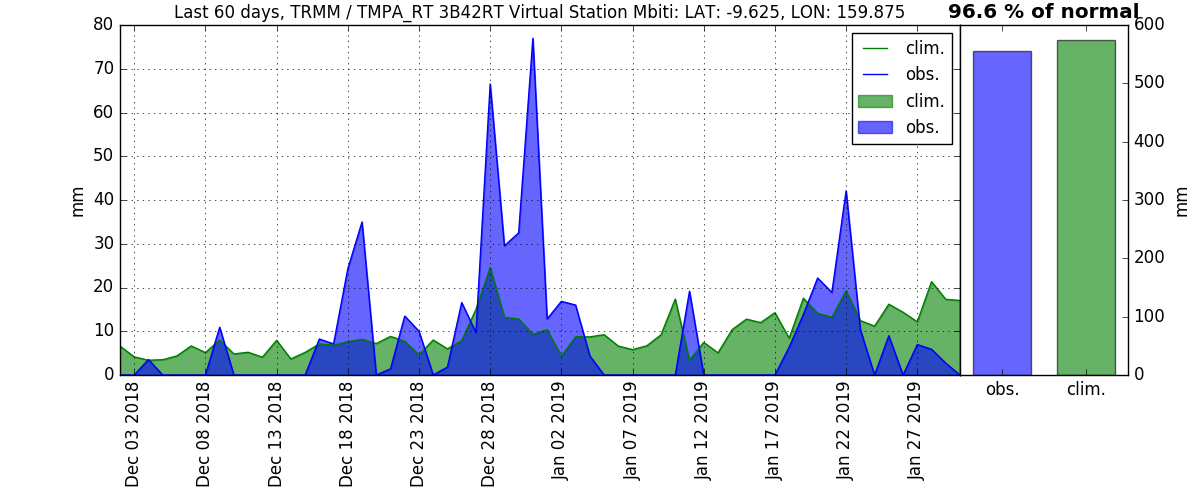 Last 60 days, TRMM / TMPA_RT 3B42RT Virtual Station Mbiti: LAT: -9.625, LON: 159.875
96.6 % of normal
80
70
60
50
40
30
20
10
0
mm
clim.
obs.
clim.
obs.
600
500
400
300
200
100
0
mm
Dec 03 2018
Dec 08 2018
Dec 13 2018
Dec 18 2018
Dec 23 2018
Dec 28 2018
Jan 02 2019
Jan 07 2019
Jan 12 2019
Jan 17 2019
Jan 22 2019
Jan 27 2019
obs.
clim.